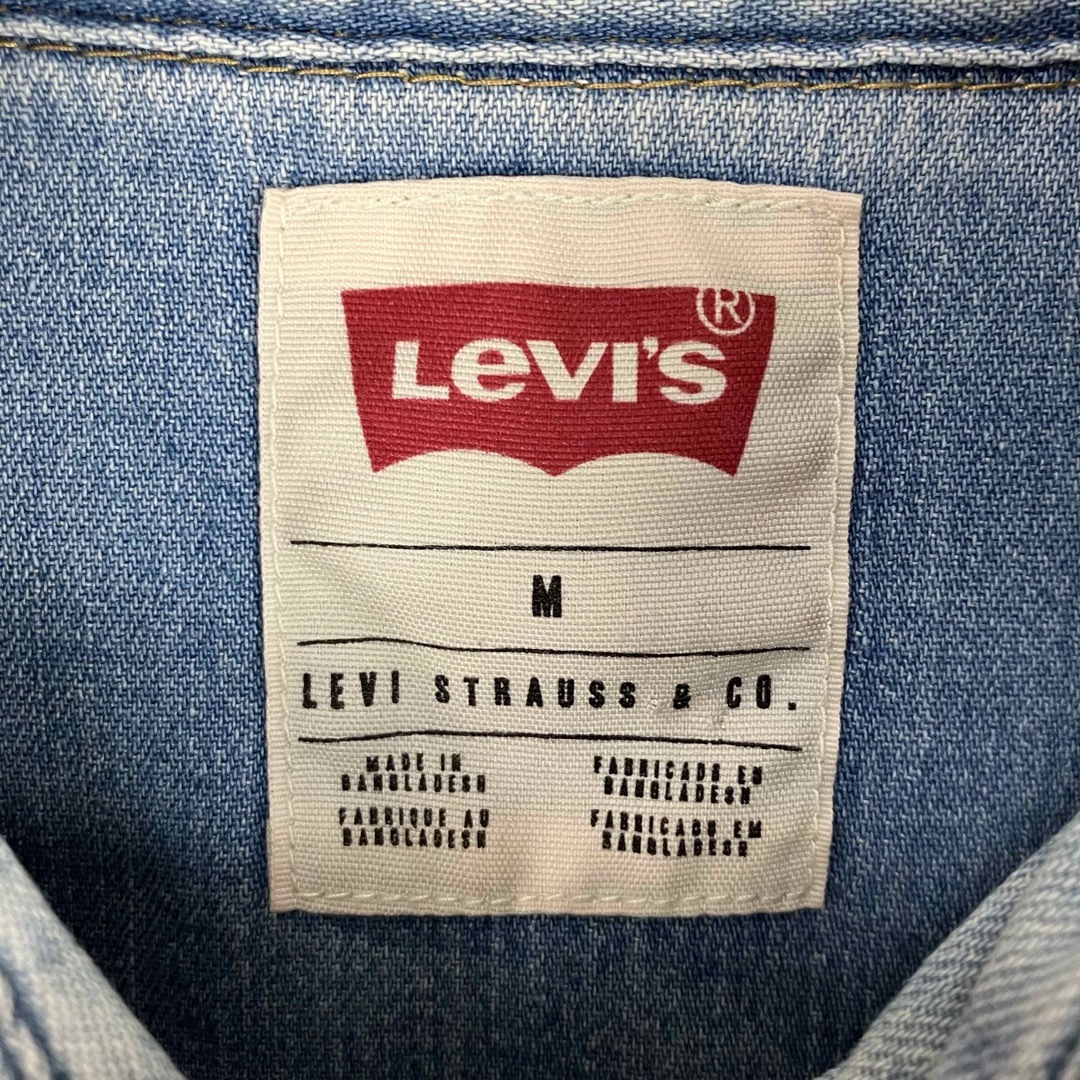 LEVI'S®
M
LEVI STRAUSS & CO.
MADE IN
BANGLADESH
FABRIQUE AU
BANGLADESH
FABRICADO EN
BANGLADESH
FABRICADO EM
BANGLADESH